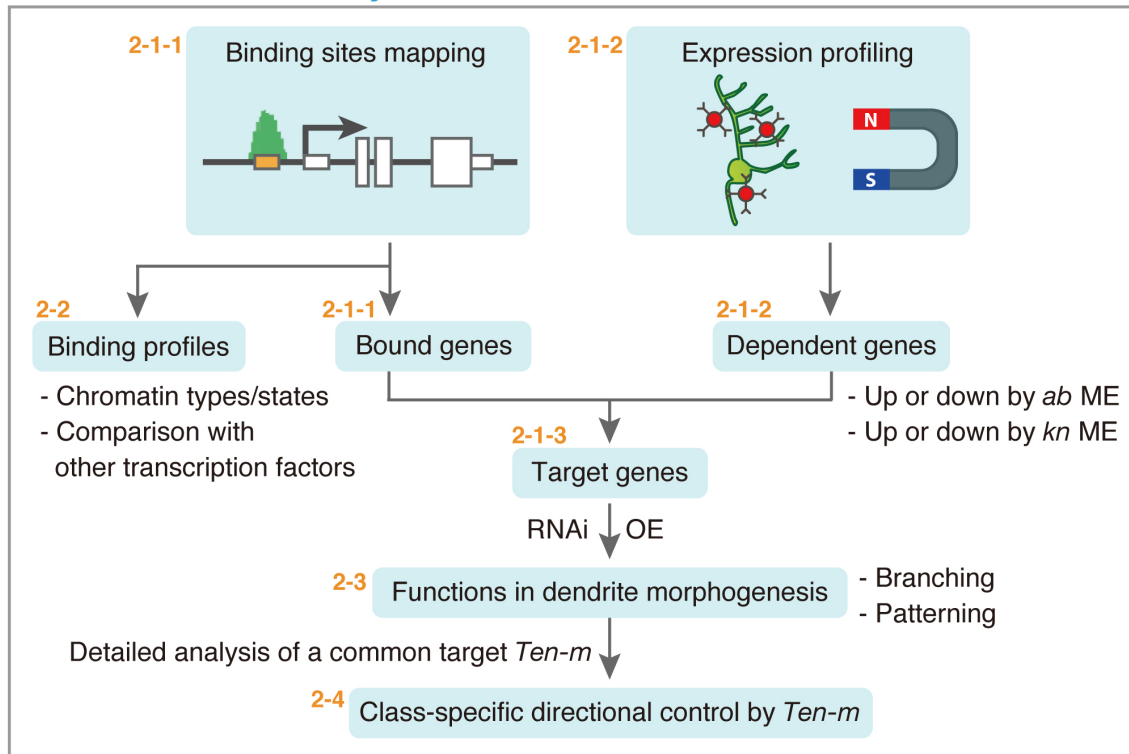 2-1-1
Binding sites mapping
2-1-2
Expression profiling
N
S
2-2
Binding profiles
2-1-1
Bound genes
2-1-2
Dependent genes
- Chromatin types/states
- Comparison with
other transcription factors
- Up or down by ab ME
- Up or down by kn ME
2-1-3
Target genes
RNAi
OE
2-3
Functions in dendrite morphogenesis
- Branching
- Patterning
Detailed analysis of a common target Ten-m
2-4
Class-specific directional control by Ten-m